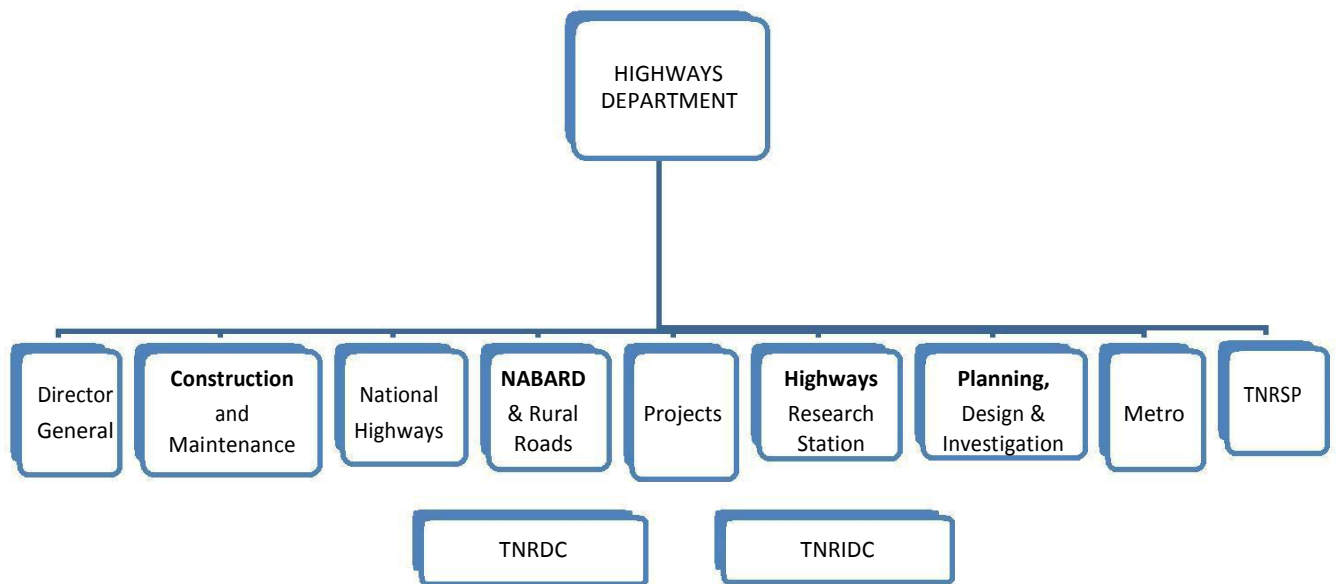 HIGHWAYS
DEPARTMENT
Director
General
Construction
and
Maintenance
National
Highways
NABARD
& Rural
Roads
Projects
Highways
Research
Station
Planning,
Design &
Investigation
Metro
TNRSP
TNRDC
TNRIDC